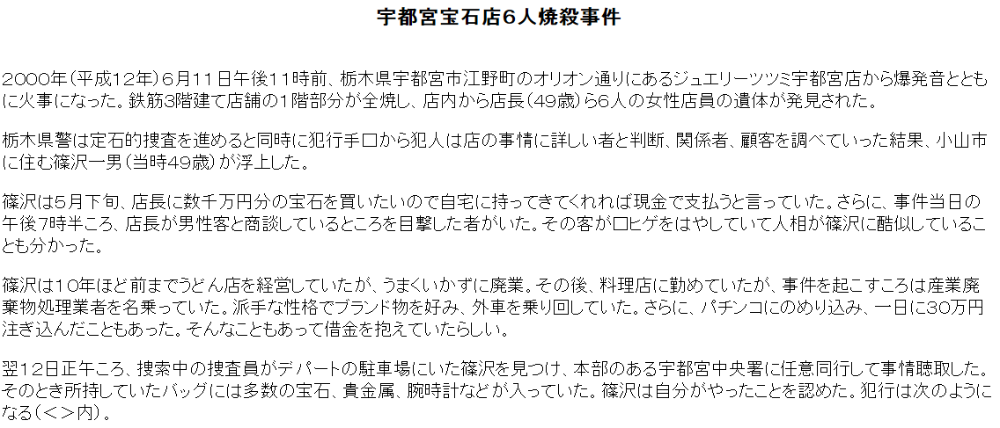 宇都宮宝石店６人焼殺事件
２０００年（平成１２年）６月１１日午後１１時前、栃木県宇都宮市江野町のオリオン通りにあるジュエリーツツミ宇都宮店から爆発音ととも
に火事になった。鉄筋３階建て店舗の１階部分が全焼し、店内から店長（４９歳）ら６人の女性店員の遺体が発見された。
栃木県警は定石的捜査を進めると同時に犯行手口から犯人は店の事情に詳しい者と判断、関係者、顧客を調べていった結果、小山市
に住む篠沢一男（当時４９歳）が浮上した。
篠沢は５月下旬、店長に数千万円分の宝石を買いたいので自宅に持ってきてくれれば現金で支払うと言っていた。さらに、事件当日の
午後７時半ころ、店長が男性客と商談しているところを目撃した者がいた。その客が口ヒゲをはやしていて人相が篠沢に酷似しているこ
とも分かった。
篠沢は１０年ほど前までうどん店を経営していたが、うまくいかずに廃業。その後、料理店に勤めていたが、事件を起こすころは産業廃
棄物処理業者を名乗っていた。派手な性格でブランド物を好み、外車を乗り回していた。さらに、パチンコにのめり込み、一日に３０万円
注ぎ込んだこともあった。そんなこともあって借金を抱えていたらしい。
翌１２日正午ころ、捜索中の捜査員がデパートの駐車場にいた篠沢を見つけ、本部のある宇都宮中央署に任意同行して事情聴取した。
そのとき所持していたバッグには多数の宝石、貴金属、腕時計などが入っていた。篠沢は自分がやったことを認めた。犯行は次のように
なる（＜＞内）。